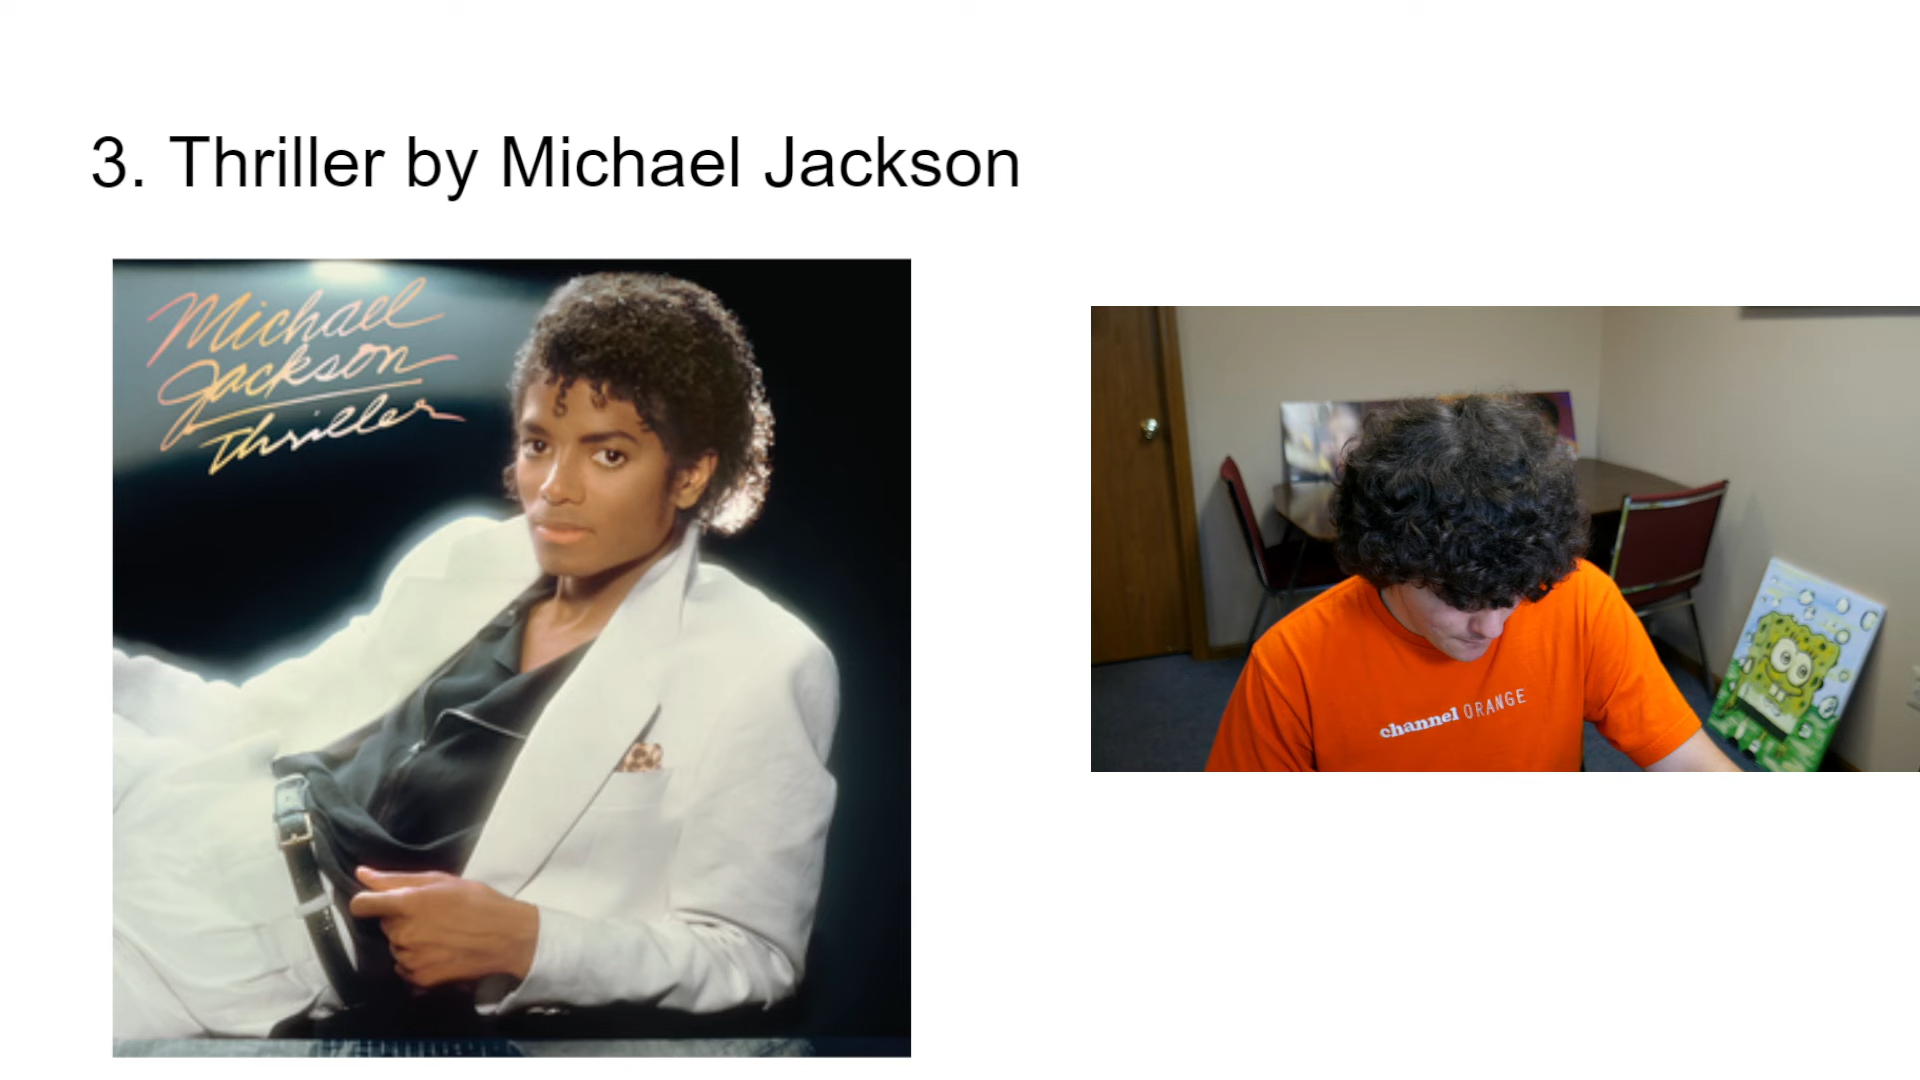 3. Thriller by Michael Jackson
Michael
Jackson
Thriller
channel ORANGE